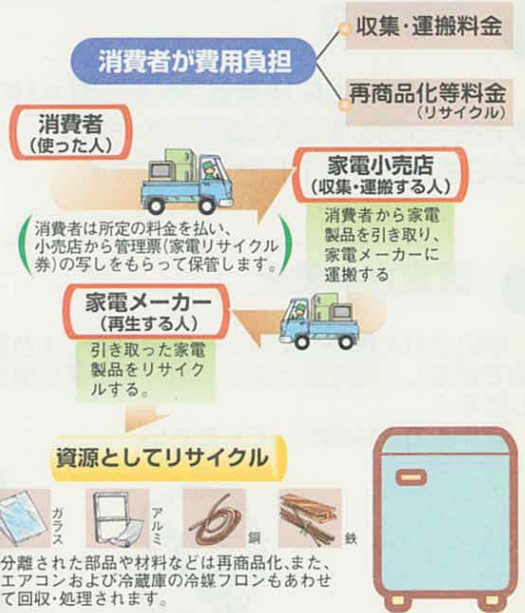 消費者が費用負担
収集・運搬料金
再商品化等料金
(リサイクル)
消費者
(使った人)
家電小売店
(収集・運搬する人)
消費者は所定の料金を払い、
小売店から管理票(家電リサイクル
券)の写しをもらって保管します。
消費者から家電
製品を引き取り、
家電メーカーに
運搬する
家電メーカー
(再生する人)
引き取った家電
製品をリサイク
ルする。
資源としてリサイクル
ガラス
アルミ
銅
鉄
分離された部品や材料などは再商品化、また、
エアコンおよび冷蔵庫の冷媒フロンもあわせ
て回収・処理されます。